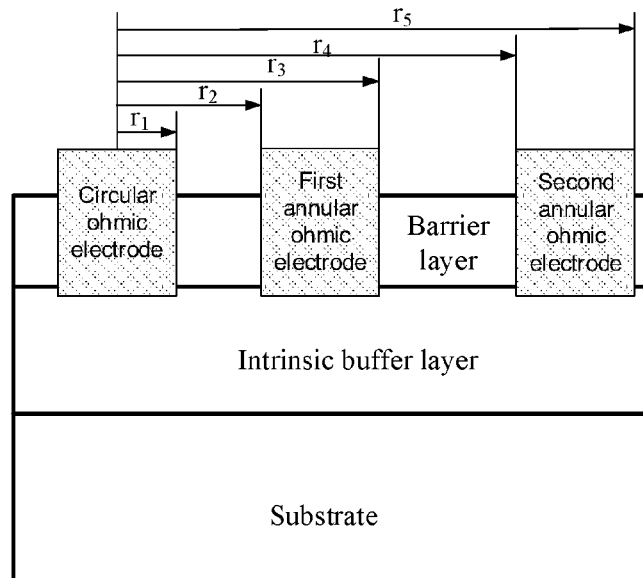 r5
r4
r3
r2
r1
Circular
ohmic
electrode
First
annular
ohmic
electrode
Barrier
layer
Second
annular
ohmic
electrode
Intrinsic buffer layer
Substrate